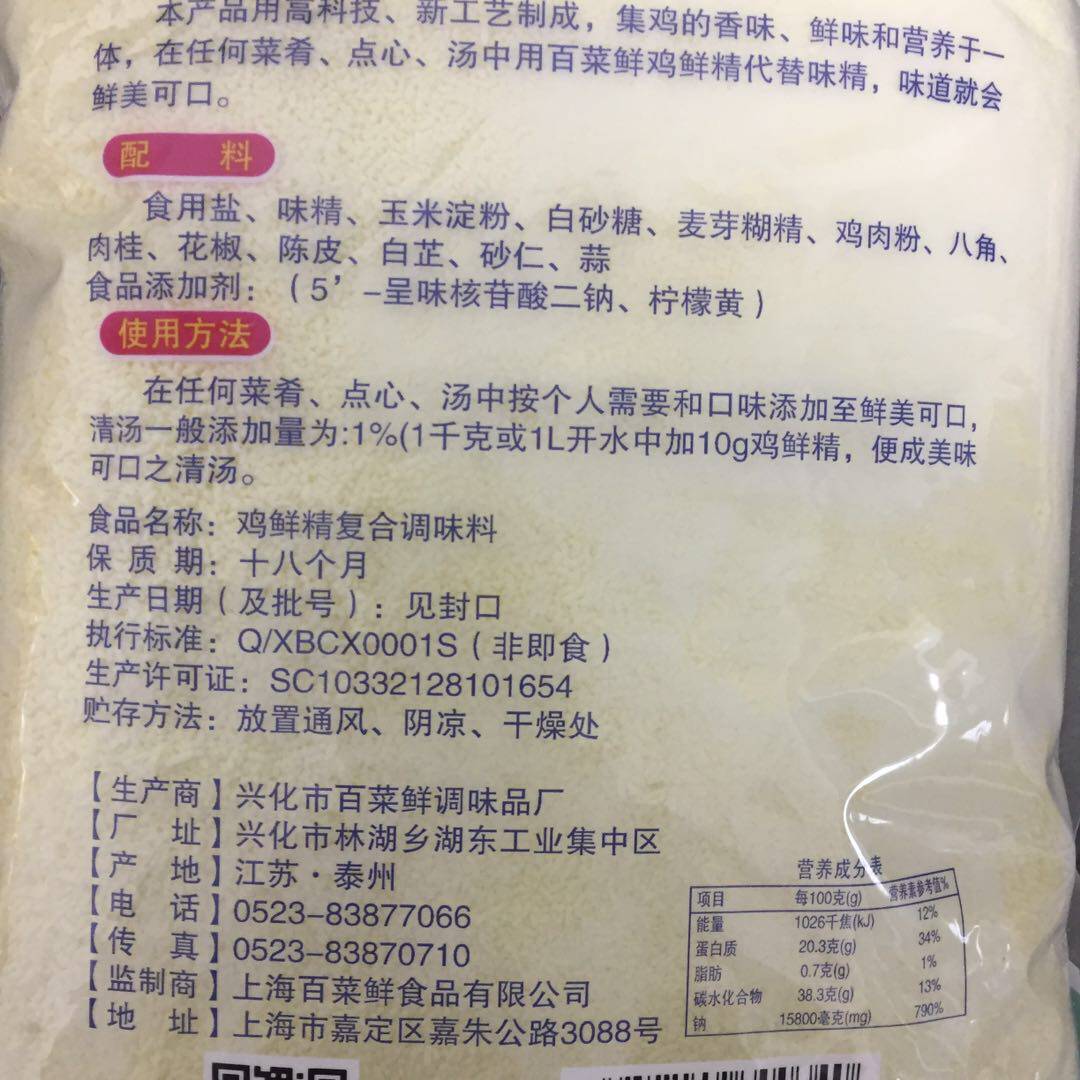 本产品用高科技、新工艺制成，集鸡的香味、鲜味和营养于一
体，在任何菜肴、点心、汤中用百菜鲜鸡鲜精代替味精，味道就会
鲜美可口。
配 料
食用盐、味精、玉米淀粉、白砂糖、麦芽糊精、鸡肉粉、八角、
肉桂、花椒、陈皮、白芷、砂仁、蒜
食品添加剂：（5’-呈味核苷酸二钠、柠檬黄）
使用方法
在任何菜肴、点心、汤中按个人需要和口味添加至鲜美可口，
清汤一般添加量为:1%(1千克或1L开水中加10g鸡鲜精，便成美味
可口之清汤。
食品名称：鸡鲜精复合调味料
保 质 期：十八个月
生产日期（及批号）：见封口
执行标准：Q/XBCX0001S（非即食）
生产许可证：SC10332128101654
贮存方法：放置通风、阴凉、干燥处
【生产商】兴化市百菜鲜调味品厂
【厂 址】兴化市林湖乡湖东工业集中区
【产 地】江苏·泰州
【电 话】0523-83877066
【传 真】0523-83870710
【监制商】上海百菜鲜食品有限公司
【地 址】上海市嘉定区嘉朱公路3088号
营养成分表
项目 每100克(g) 营养素参考值%
能量 1026千焦(kJ) 12%
蛋白质 20.3克(g) 34%
脂肪 0.7克(g) 1%
碳水化合物 38.3克(g) 13%
钠 15800毫克(mg) 790%